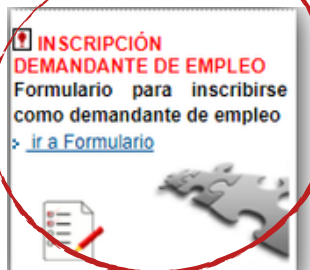 INSCRIPCIÓN
DEMANDANTE DE EMPLEO
Formulario para inscribirse
como demandante de empleo
ir a Formulario